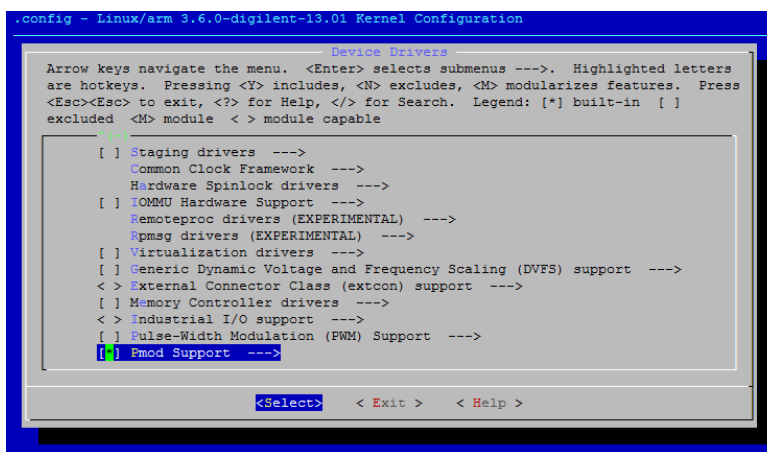 .config - Linux/arm 3.6.0-digilent-13.01 Kernel Configuration
Device Drivers
Arrow keys navigate the menu. <Enter> selects submenus --->. Highlighted letters
are hotkeys. Pressing <Y> includes, <N> excludes, <M> modularizes features. Press
<Esc><Esc> to exit, <?> for Help, </> for Search. Legend: [*] built-in [ ]
excluded <M> module < > module capable
[ ] Staging drivers --->
Common Clock Framework --->
Hardware Spinlock drivers --->
[ ] IOMMU Hardware Support --->
Remoteproc drivers (EXPERIMENTAL) --->
Rpmsg drivers (EXPERIMENTAL) --->
[ ] Virtualization drivers --->
[ ] Generic Dynamic Voltage and Frequency Scaling (DVFS) support --->
< > External Connector Class (extcon) support --->
[ ] Memory Controller drivers --->
< > Industrial I/O support --->
[ ] Pulse-Width Modulation (PWM) Support --->
[*] Pmod Support --->
<Select> < Exit > < Help >